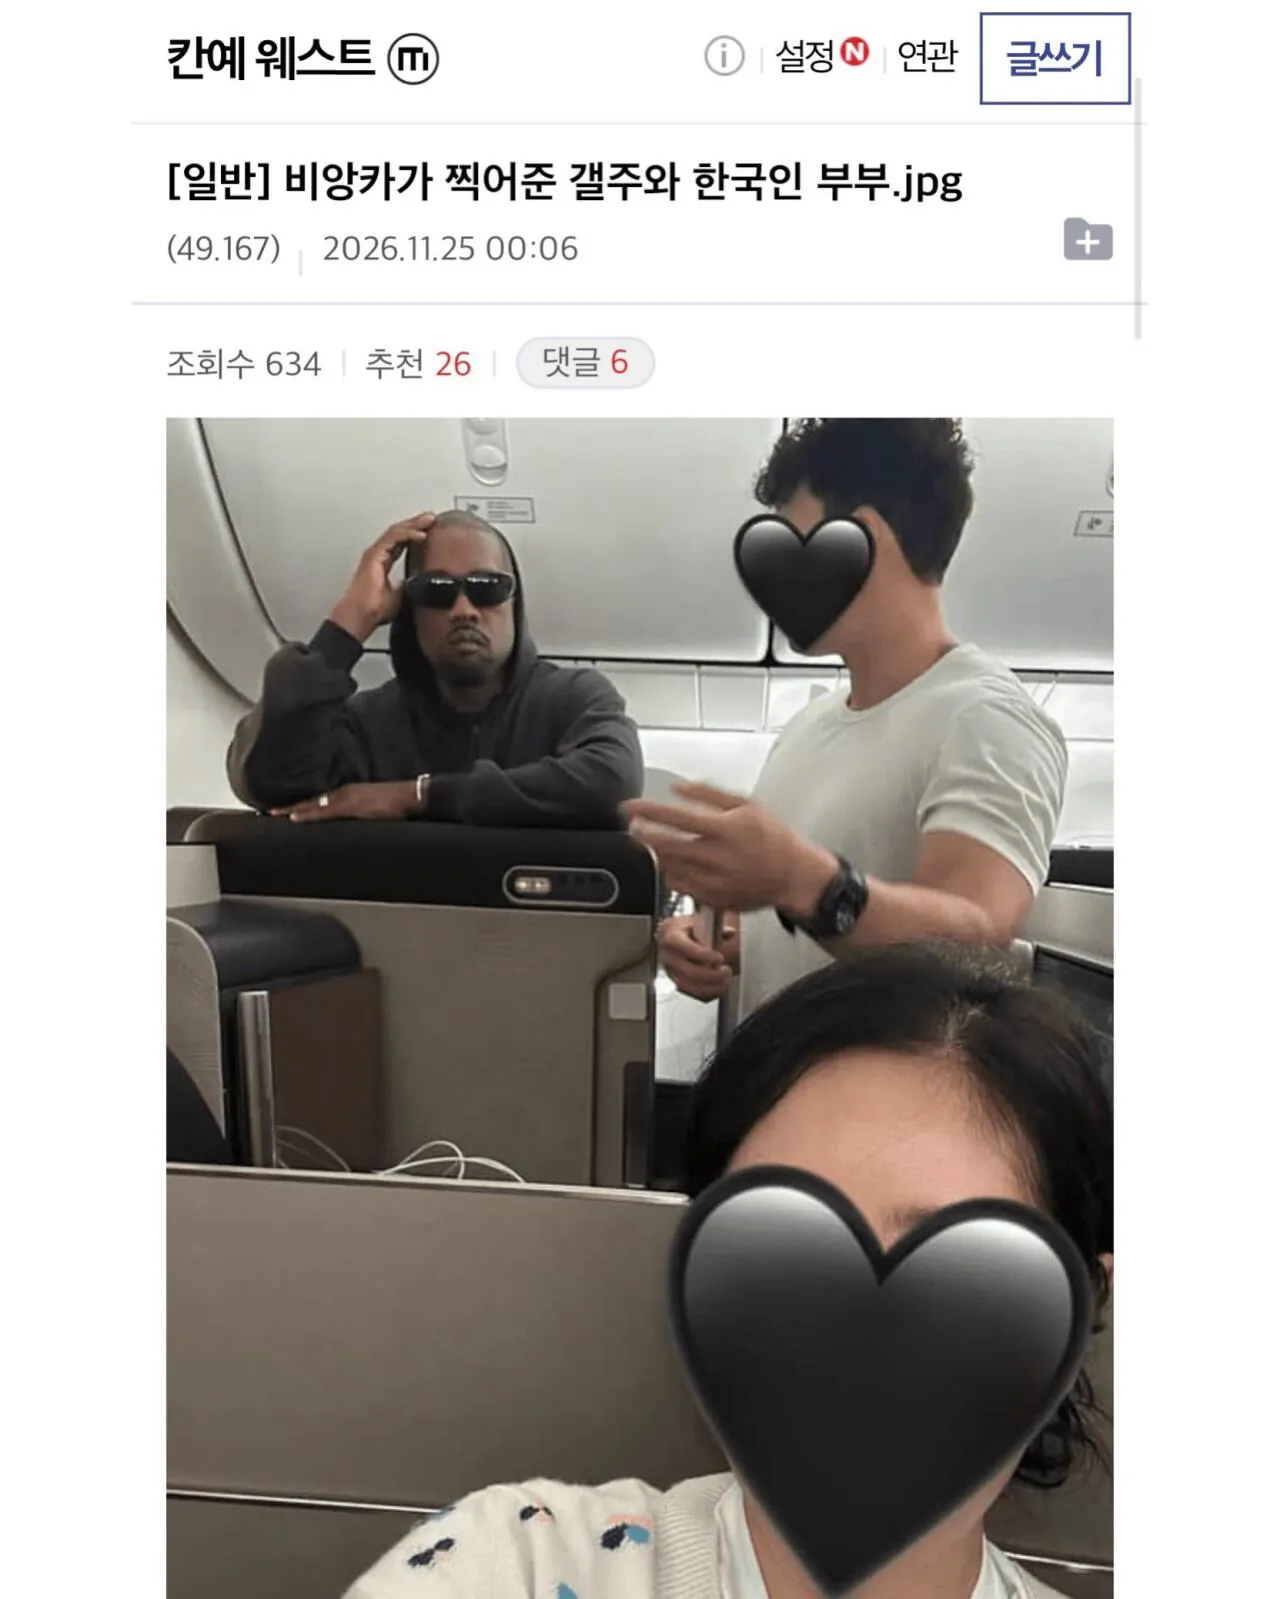 칸예 웨스트 ⓜ
ⓘ 설정 N 연관 글쓰기
[일반] 비앙카가 찍어준 갤주와 한국인 부부.jpg
(49.167) 2026.11.25 00:06
조회수 634 추천 26 댓글 6